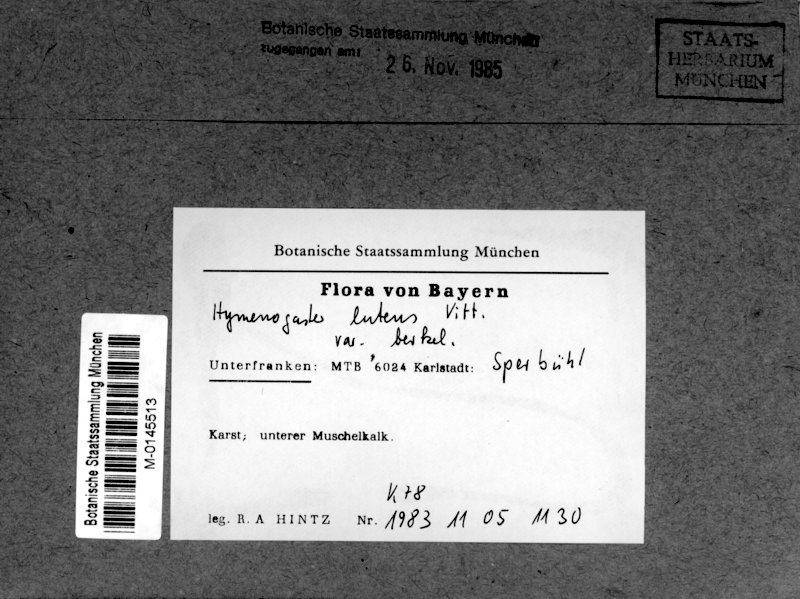 Botanische Staatssammlung München
zugegangen am:
26. Nov. 1985
STAATS-
HERBARIUM
MÜNCHEN
Botanische Staatssammlung München
Flora von Bayern
Hymenogaster luteus Vitt.
var. berkel.
Unterfranken: MTB 6024 Karlstadt: Sperbühl
Karst; unterer Muschelkalk.
K78
leg. R. A HINTZ Nr. 1983 11 05 1130
Botanische Staatssammlung München
M-0145513